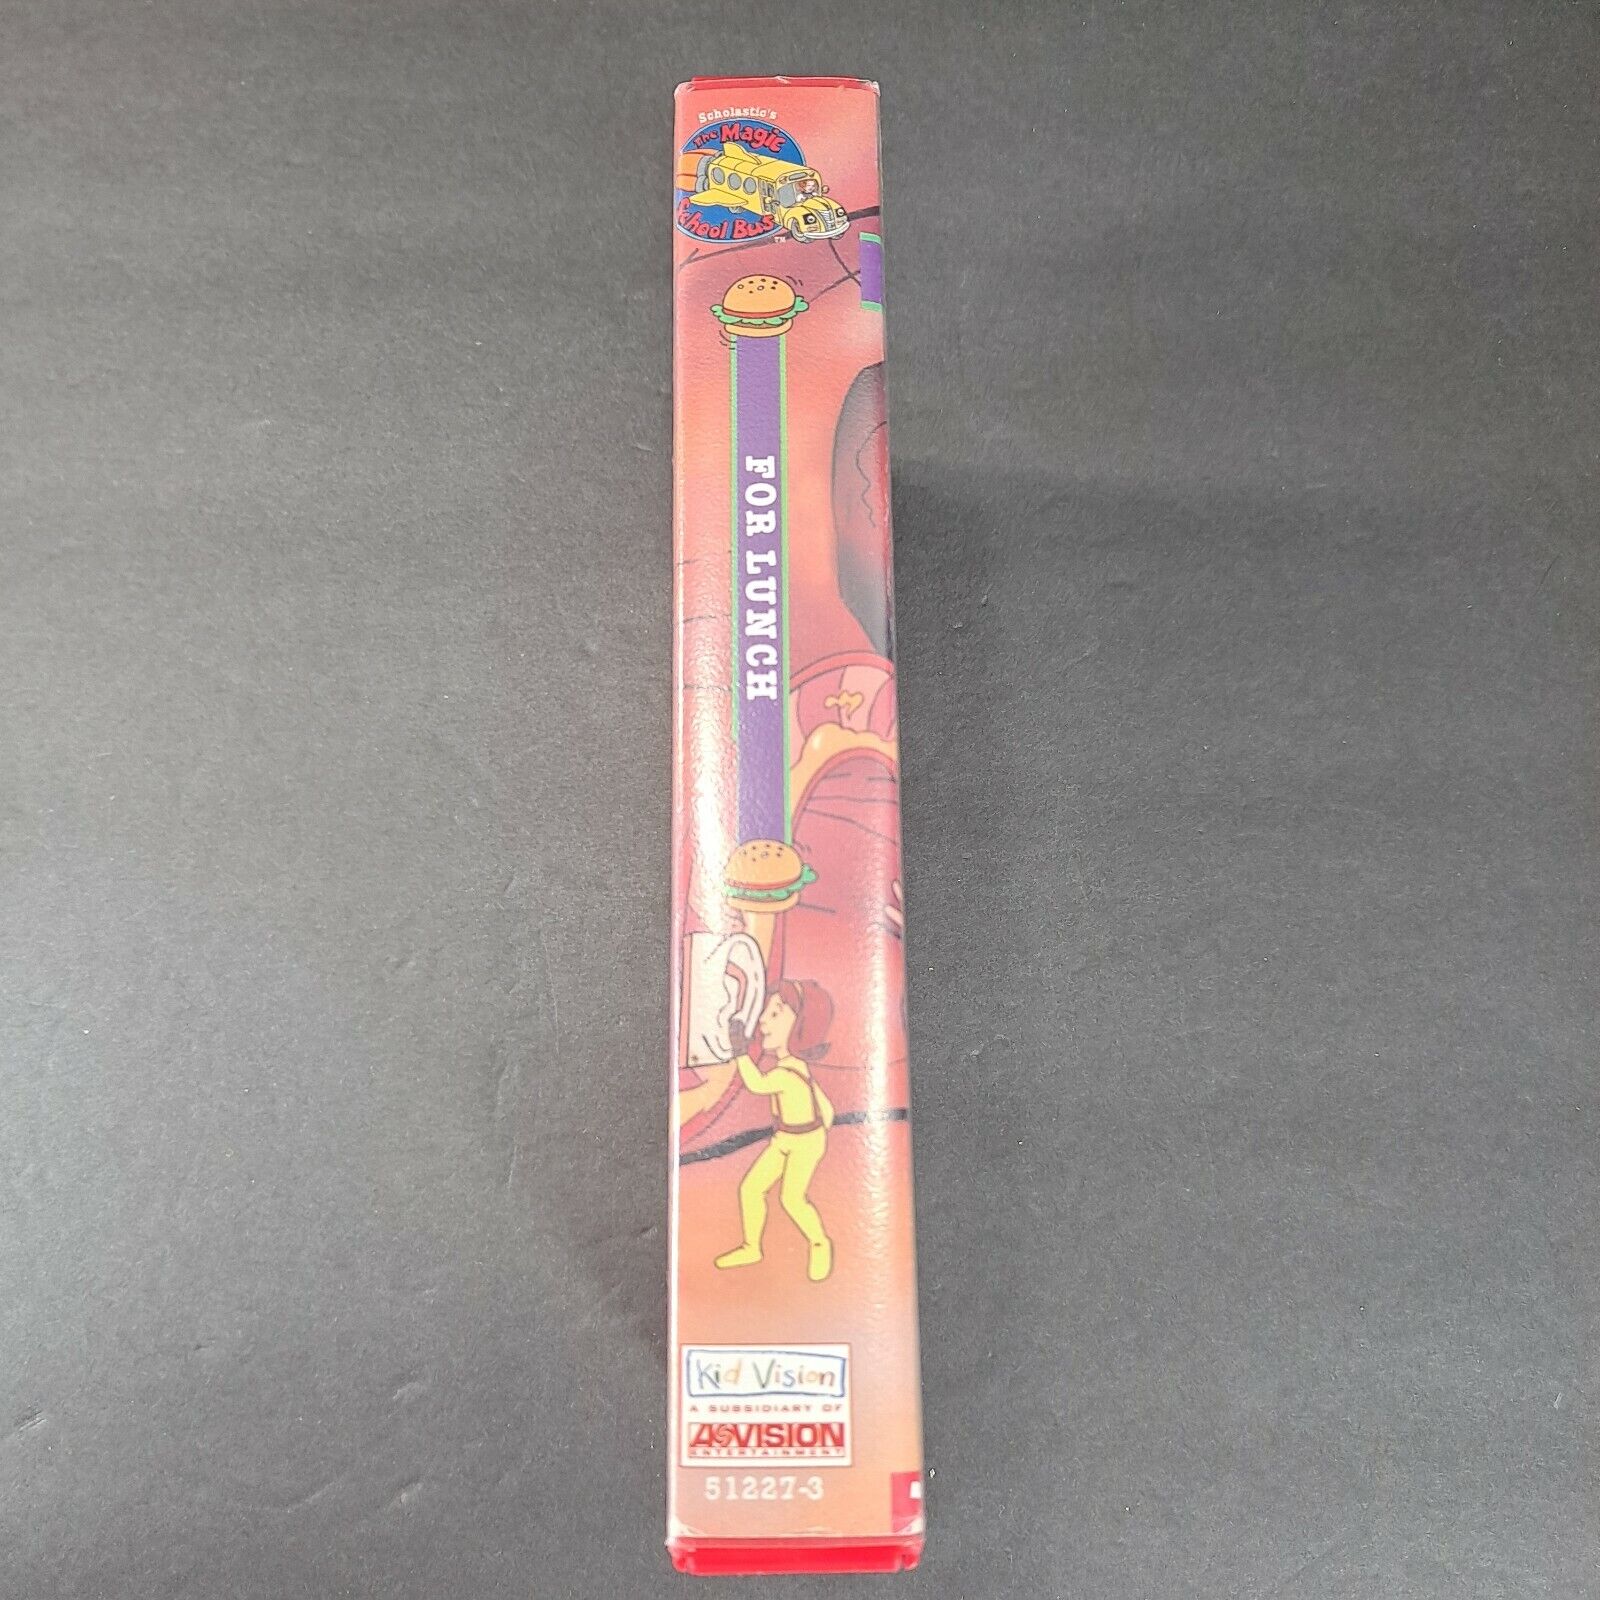 Scholastic's
The Magic
School Bus
TM
FOR LUNCH
Kid Vision
A SUBSIDIARY OF
A*VISION
ENTERTAINMENT
51227-3